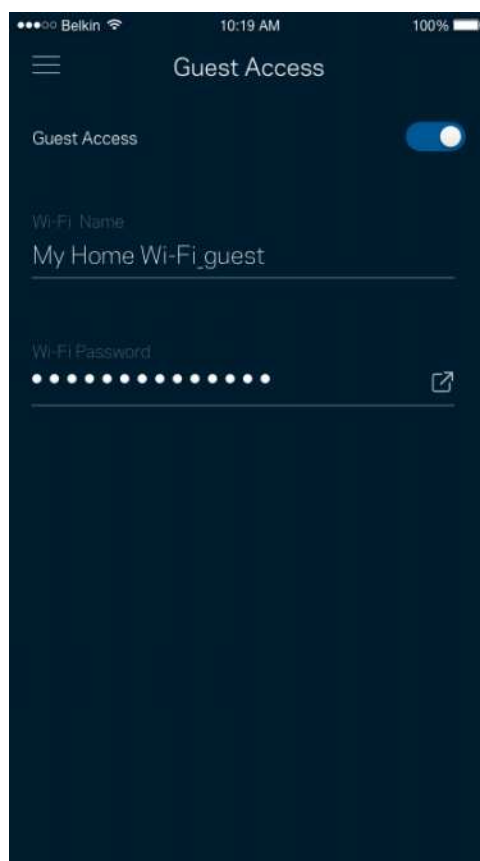 Belkin 10:19 AM 100%
Guest Access
Guest Access
Wi-Fi Name
My Home Wi-Fi_guest
Wi-Fi Password
●●●●●●●●●●●●●●